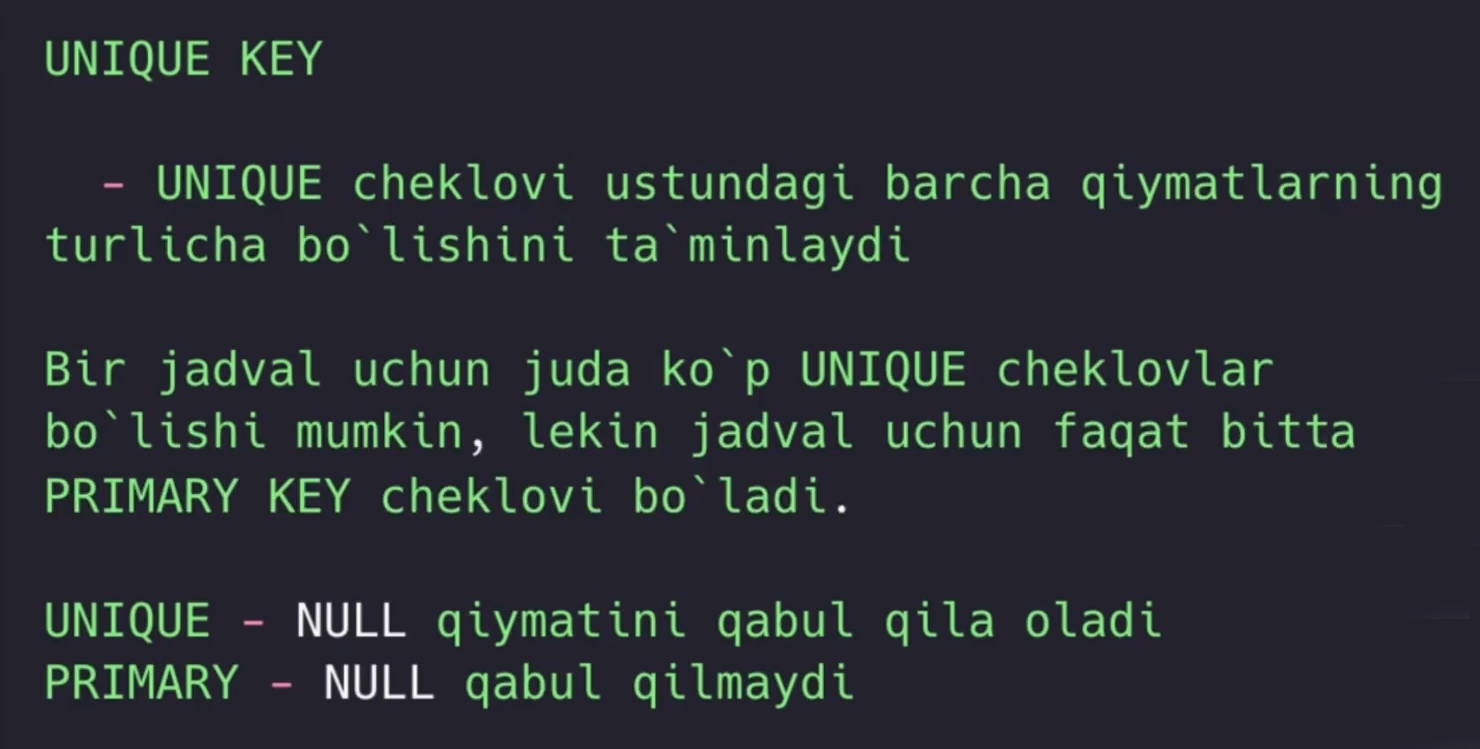 UNIQUE KEY
- UNIQUE cheklovi ustundagi barcha qiymatlarning
turlicha bo`lishini ta`minlaydi
Bir jadval uchun juda ko`p UNIQUE cheklovlar
bo`lishi mumkin, lekin jadval uchun faqat bitta
PRIMARY KEY cheklovi bo`ladi.
UNIQUE - NULL qiymatini qabul qila oladi
PRIMARY - NULL qabul qilmaydi